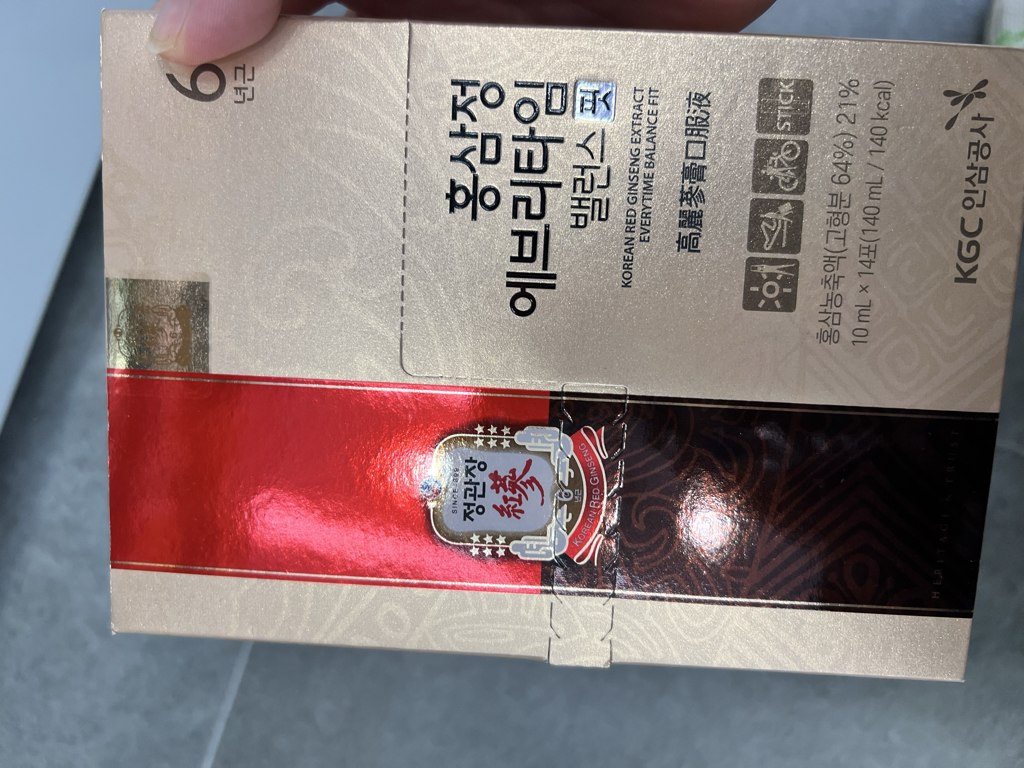 6
년근
홍삼정
에브리타임
밸런스 핏
KOREAN RED GINSENG EXTRACT
EVERYTIME BALANCE FIT
高麗蔘膏口服液
STICK
홍삼농축액(고형분 64%) 21%
10 mL × 14포(140 mL / 140 kcal)
KGC 인삼공사
SINCE 1899
정관장
紅蔘
6
년근
KOREAN RED GINSENG